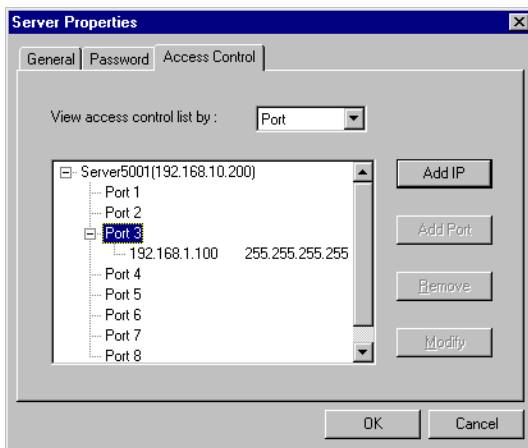 Server Properties
General Password Access Control
View access control list by : Port
Server5001(192.168.10.200)
Port 1
Port 2
Port 3
192.168.1.100 255.255.255.255
Port 4
Port 5
Port 6
Port 7
Port 8
Add IP
Add Port
Remove
Modify
OK Cancel